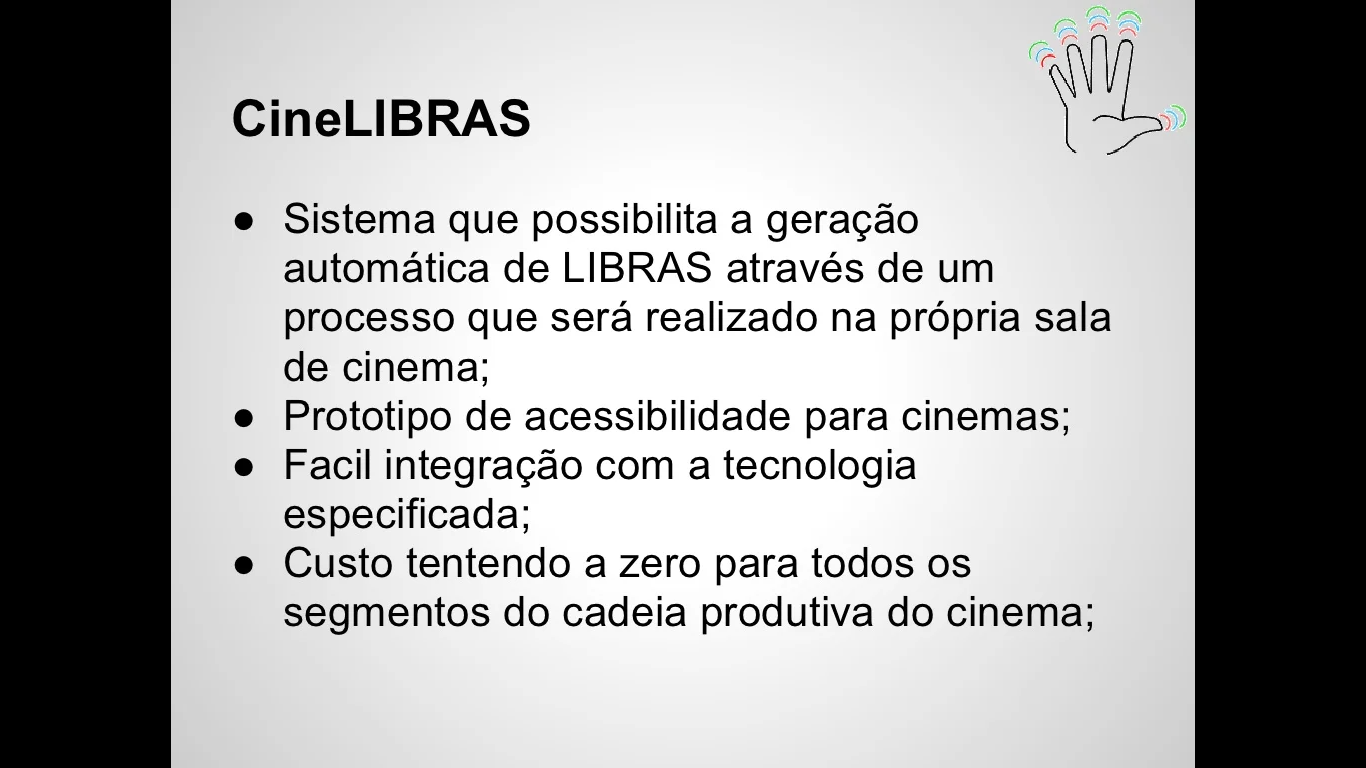 CineLIBRAS
● Sistema que possibilita a geração
automática de LIBRAS através de um
processo que será realizado na própria sala
de cinema;
● Prototipo de acessibilidade para cinemas;
● Facil integração com a tecnologia
especificada;
● Custo tentendo a zero para todos os
segmentos do cadeia produtiva do cinema;